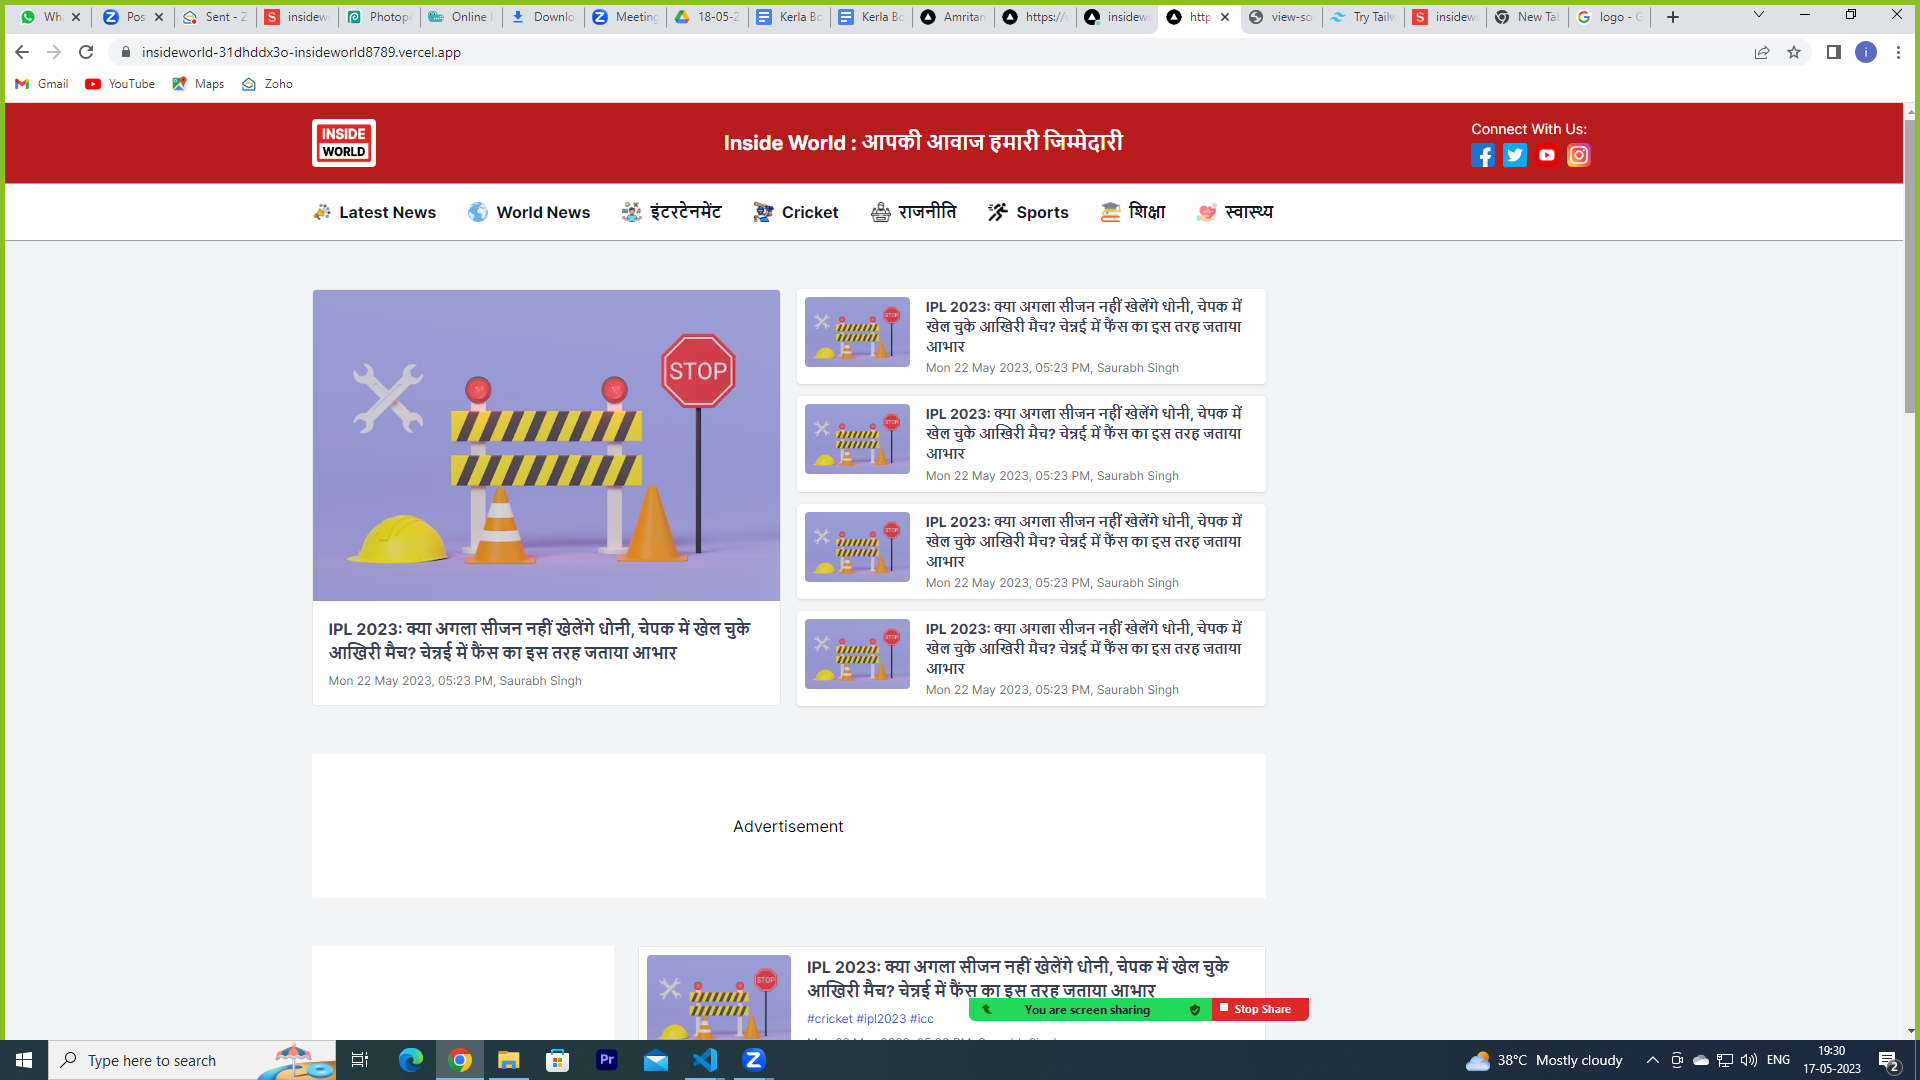 Wh
Pos
Sent - Z
insidew
Photope
Online
Downlo
Meeting
18-05-2
Kerla Bo
Kerla Bo
Amritan
https://
insidew
http
view-so
Try Tailw
insidew
New Tab
logo - G
insideworld-31dhddx3o-insideworld8789.vercel.app
i
Gmail
YouTube
Maps
Zoho
INSIDE
WORLD
Inside World : आपकी आवाज हमारी जिम्मेदारी
Connect With Us:
Latest News
World News
इंटरटेनमेंट
Cricket
राजनीति
Sports
शिक्षा
स्वास्थ्य
STOP
IPL 2023: क्या अगला सीजन नहीं खेलेंगे धोनी, चेपक में खेल चुके
आखिरी मैच? चेन्नई में फैंस का इस तरह जताया आभार
Mon 22 May 2023, 05:23 PM, Saurabh Singh
STOP
IPL 2023: क्या अगला सीजन नहीं खेलेंगे धोनी, चेपक में
खेल चुके आखिरी मैच? चेन्नई में फैंस का इस तरह जताया
आभार
Mon 22 May 2023, 05:23 PM, Saurabh Singh
STOP
IPL 2023: क्या अगला सीजन नहीं खेलेंगे धोनी, चेपक में
खेल चुके आखिरी मैच? चेन्नई में फैंस का इस तरह जताया
आभार
Mon 22 May 2023, 05:23 PM, Saurabh Singh
STOP
IPL 2023: क्या अगला सीजन नहीं खेलेंगे धोनी, चेपक में
खेल चुके आखिरी मैच? चेन्नई में फैंस का इस तरह जताया
आभार
Mon 22 May 2023, 05:23 PM, Saurabh Singh
STOP
IPL 2023: क्या अगला सीजन नहीं खेलेंगे धोनी, चेपक में
खेल चुके आखिरी मैच? चेन्नई में फैंस का इस तरह जताया
आभार
Mon 22 May 2023, 05:23 PM, Saurabh Singh
Advertisement
STOP
IPL 2023: क्या अगला सीजन नहीं खेलेंगे धोनी, चेपक में खेल चुके
आखिरी मैच? चेन्नई में फैंस का इस तरह जताया आभार
#cricket #ipl2023 #icc
You are screen sharing
Stop Share
Type here to search
Pr
38°C Mostly cloudy
ENG
19:30
17-05-2023
2